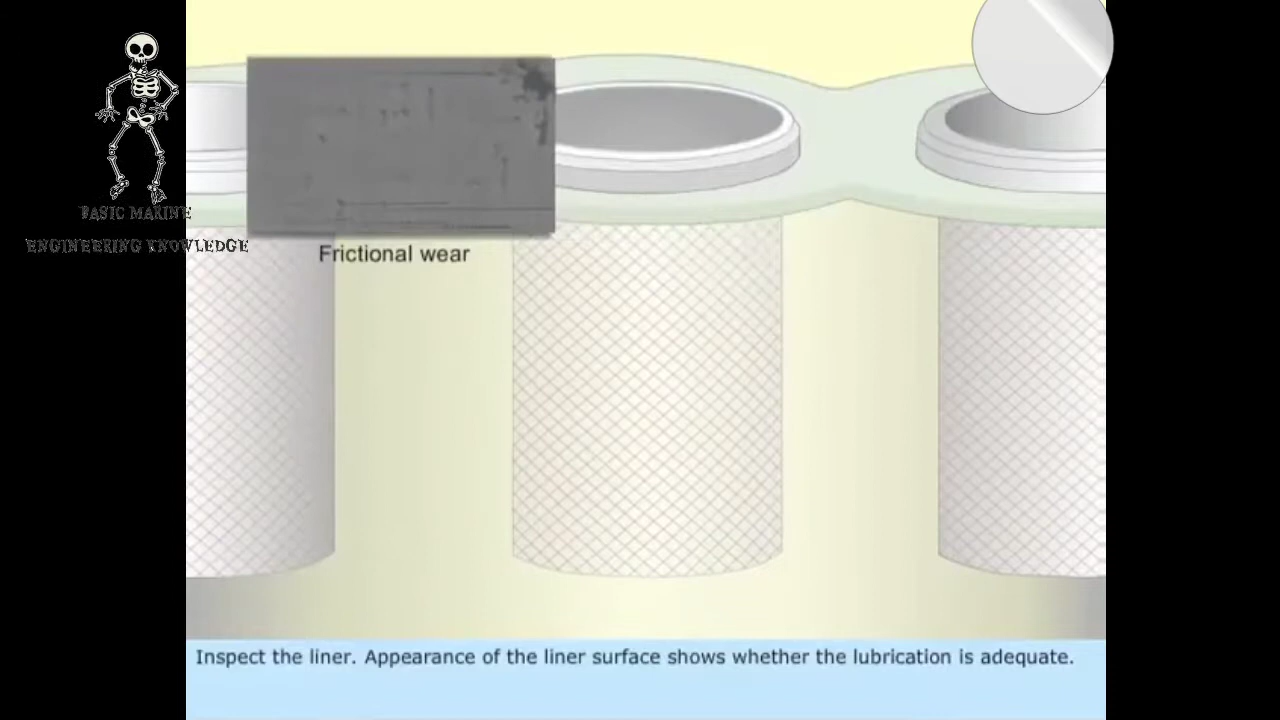 BASIC MARINE
ENGINEERING KNOWLEDGE
Frictional wear
Inspect the liner. Appearance of the liner surface shows whether the lubrication is adequate.